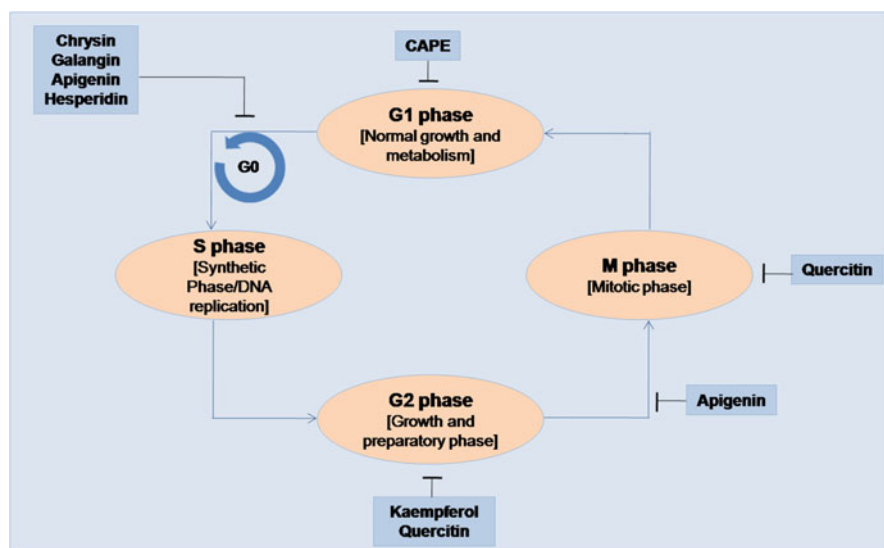 Chrysin
Galangin
Apigenin
Hesperidin
CAPE
G1 phase
[Normal growth and
metabolism]
G0
S phase
[Synthetic
Phase/DNA
replication]
M phase
[Mitotic phase]
Quercitin
G2 phase
[Growth and
preparatory phase]
Apigenin
Kaempferol
Quercitin